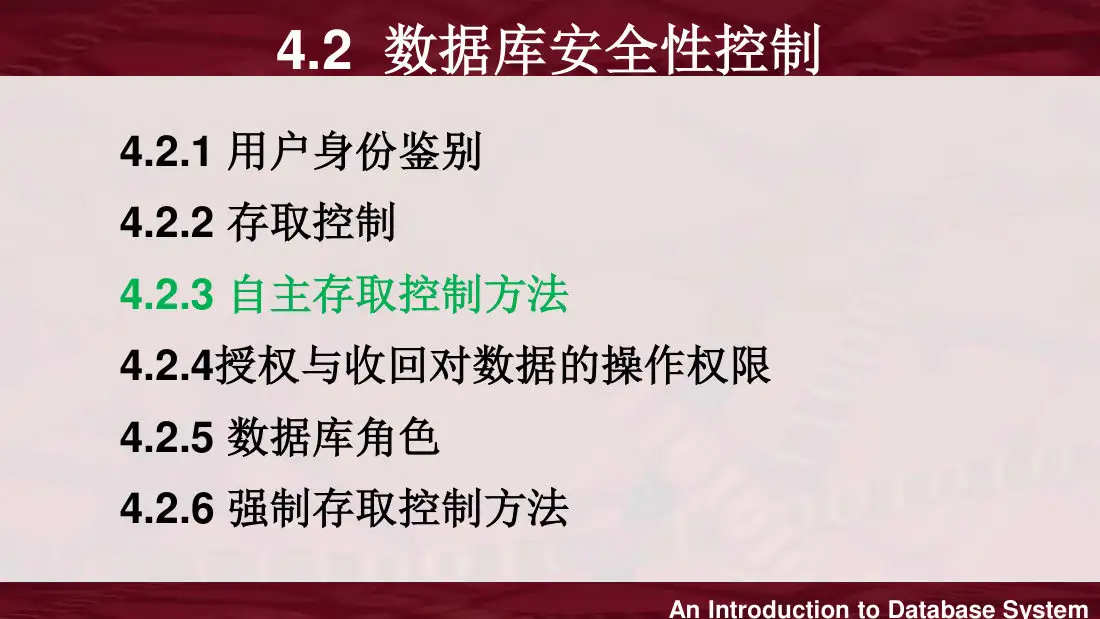 4.2 数据库安全性控制
4.2.1 用户身份鉴别
4.2.2 存取控制
4.2.3 自主存取控制方法
4.2.4授权与收回对数据的操作权限
4.2.5 数据库角色
4.2.6 强制存取控制方法
An Introduction to Database System